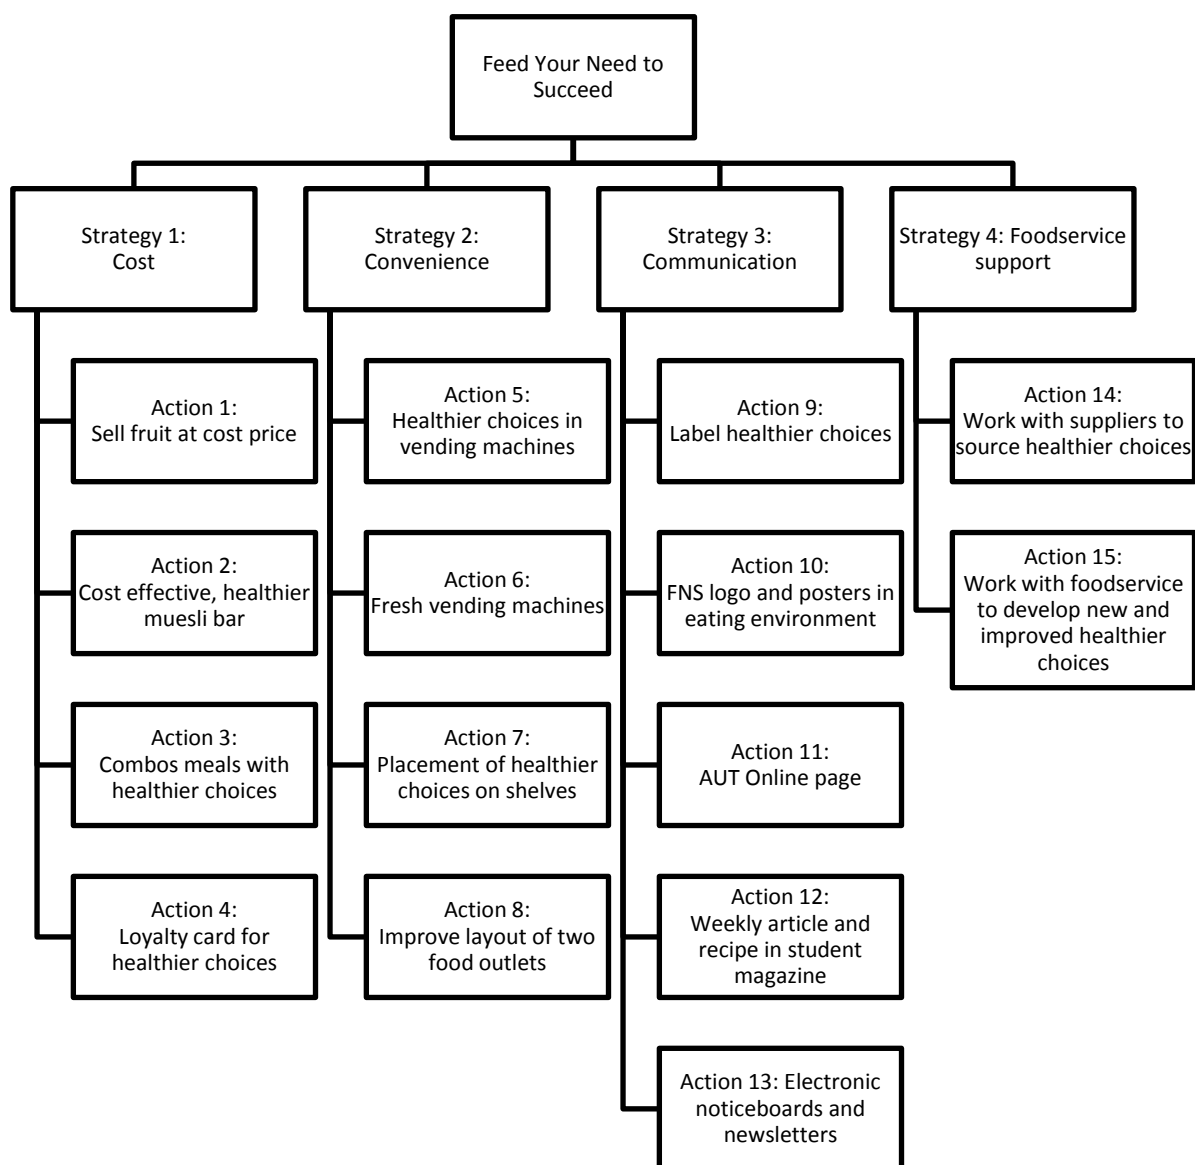 Feed Your Need to
Succeed
Strategy 1:
Cost
Strategy 2:
Convenience
Strategy 3:
Communication
Strategy 4: Foodservice
support
Action 1:
Sell fruit at cost price
Action 2:
Cost effective, healthier
muesli bar
Action 3:
Combos meals with
healthier choices
Action 4:
Loyalty card for
healthier choices
Action 5:
Healthier choices in
vending machines
Action 6:
Fresh vending machines
Action 7:
Placement of healthier
choices on shelves
Action 8:
Improve layout of two
food outlets
Action 9:
Label healthier choices
Action 10:
FNS logo and posters in
eating environment
Action 11:
AUT Online page
Action 12:
Weekly article and
recipe in student
magazine
Action 13: Electronic
noticeboards and
newsletters
Action 14:
Work with suppliers to
source healthier choices
Action 15:
Work with foodservice
to develop new and
improved healthier
choices